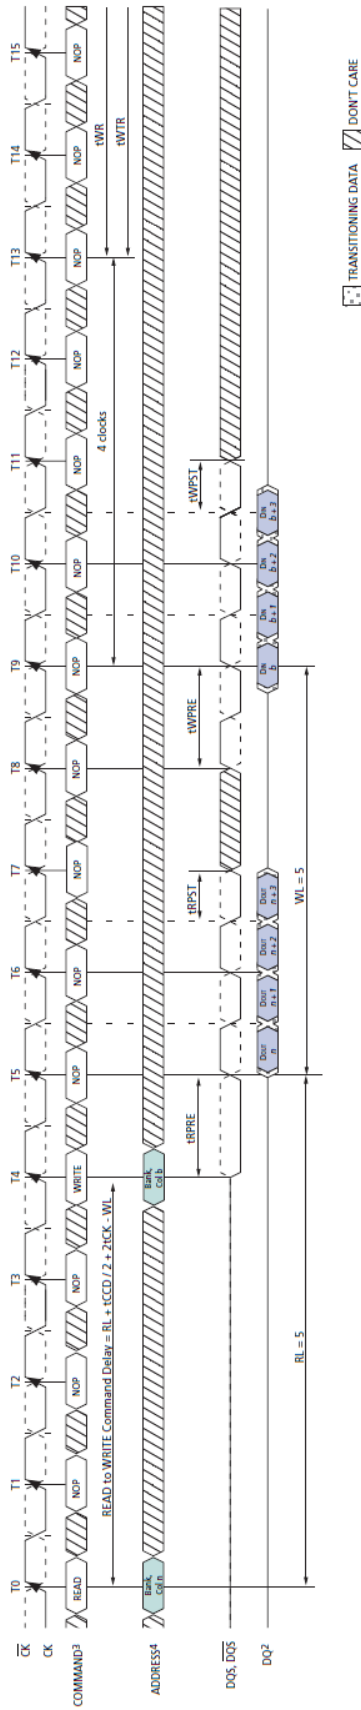 T0 T1 T2 T3 T4 T5 T6 T7 T8 T9 T10 T11 T12 T13 T14 T15
CK
CK
COMMAND3 READ NOP NOP NOP WRITE NOP NOP NOP NOP NOP NOP NOP NOP NOP NOP NOP
READ to WRITE Command Delay = RL + tCCD / 2 + 2tCK - WL
4 clocks
tWR
tWTR
ADDRESS4 Bank, Col n Bank, Col b
tRPRE tRPST tWPRE tWPST
DQS, DQS
DQ2 DOUT n DOUT n + 1 DOUT n + 2 DOUT n + 3 DIN b DIN b + 1 DIN b + 2 DIN b + 3
RL = 5 WL = 5
TRANSITIONING DATA DON'T CARE